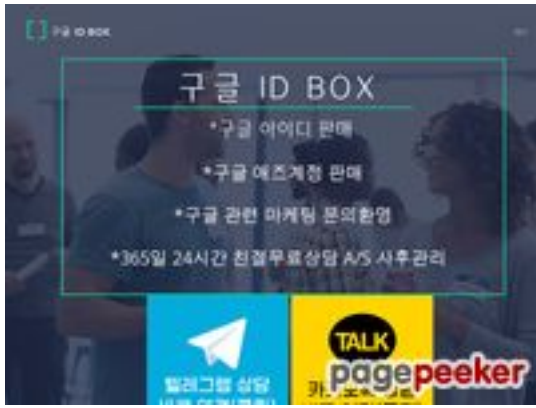 구글 ID BOX
구글 ID BOX
*구글 아이디 판매
*구글 애즈계정 판매
*구글 관련 마케팅 문의환영
*365일 24시간 친절무료상담 A/S 사후관리
텔레그램 상담
TALK
pagepeeker